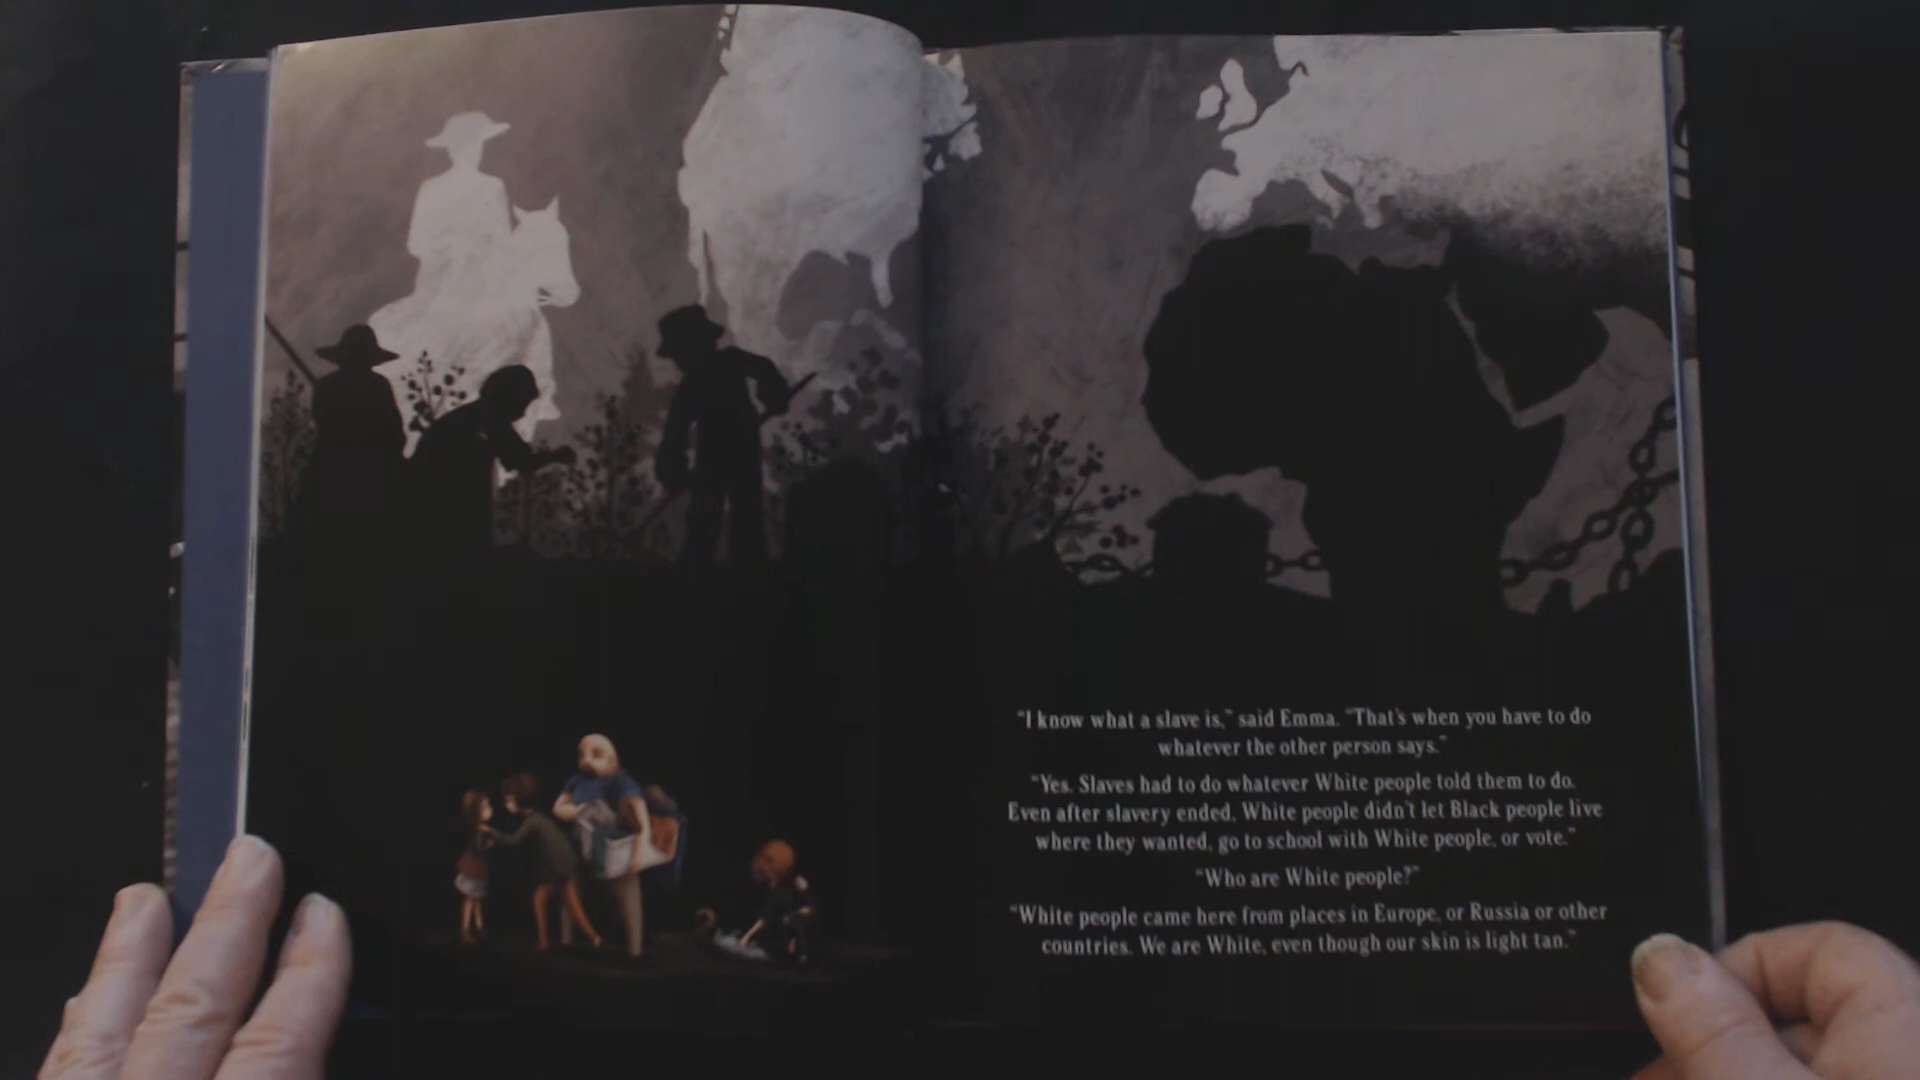 “I know what a slave is,” said Emma. “That's when you have to do
whatever the other person says.”
“Yes. Slaves had to do whatever White people told them to do.
Even after slavery ended, White people didn't let Black people live
where they wanted, go to school with White people, or vote.”
“Who are White people?”
“White people came here from places in Europe, or Russia or other
countries. We are White, even though our skin is light tan.”